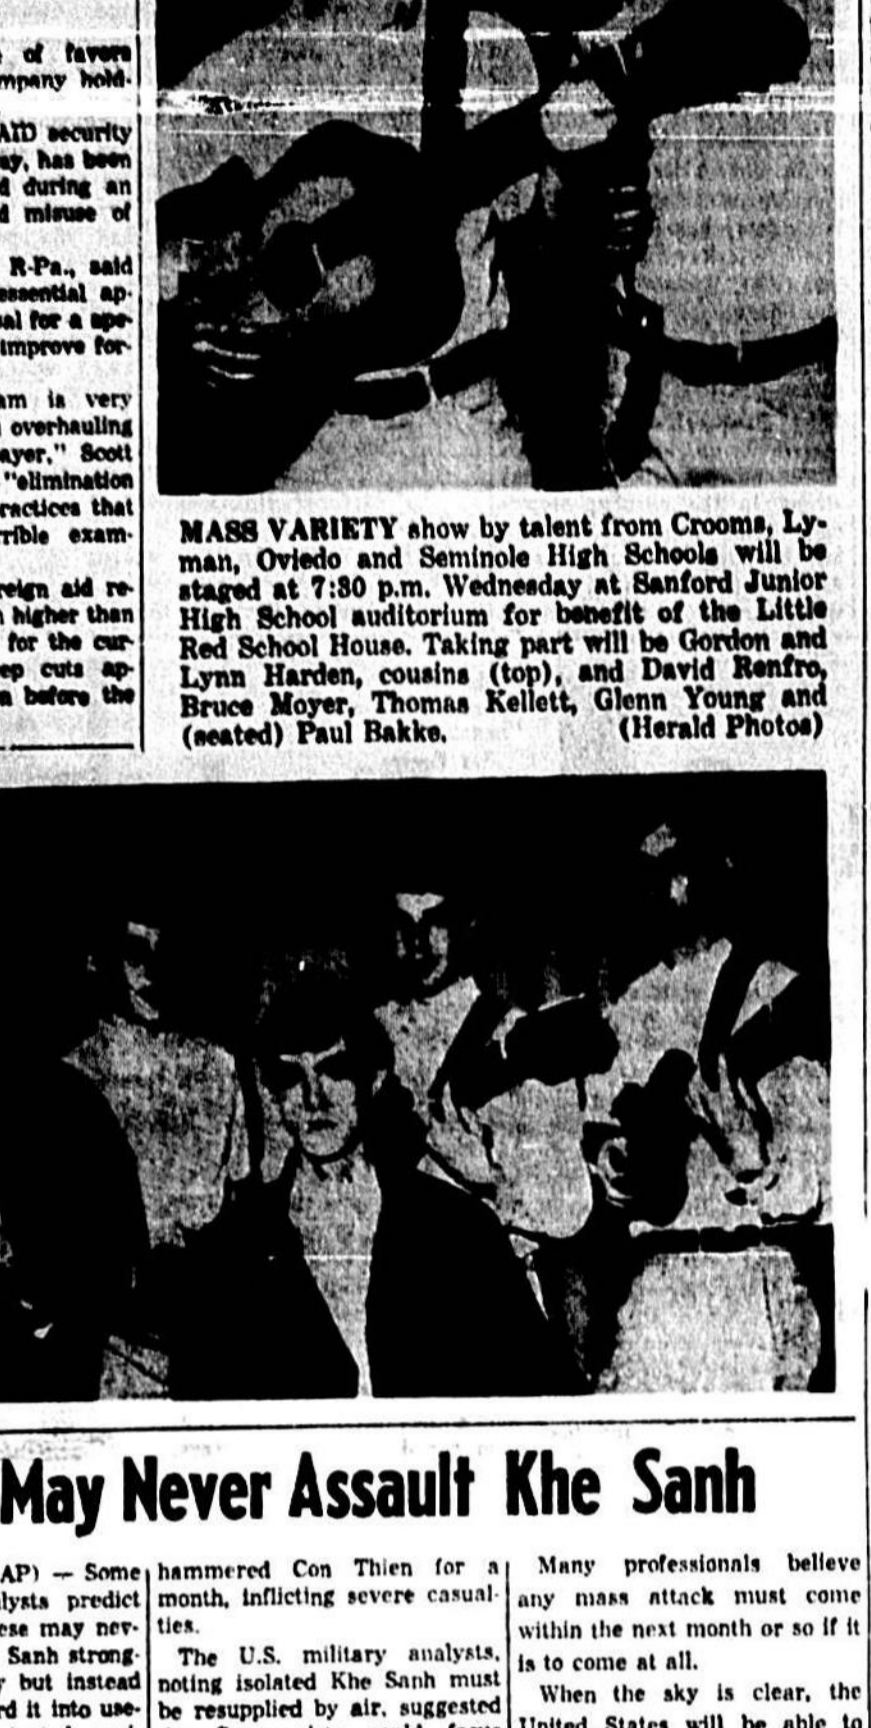 of favors
mpany hold-
AID security
ay, has been
d during an
d misuse of
R-Pa., said
essential ap-
al for a spe-
improve for-
am is very
overhauling
ayer," Scott
"elimination
ractices that
rrible exam-
reign aid re-
higher than
for the cur-
ep cuts ap-
n before the
MASS VARIETY show by talent from Crooms, Ly-
man, Oviedo and Seminole High Schools will be
staged at 7:30 p.m. Wednesday at Sanford Junior
High School auditorium for benefit of the Little
Red School House. Taking part will be Gordon and
Lynn Harden, cousins (top), and David Renfro,
Bruce Moyer, Thomas Kellett, Glenn Young and
(seated) Paul Bakke. (Herald Photos)
May Never Assault Khe Sanh
AP) — Some
lysts predict
ese may nev-
Sanh strong-
but instead
rd it into use-
hammered Con Thien for a
month, inflicting severe casual-
ties.
The U.S. military analysts,
noting isolated Khe Sanh must
be resupplied by air, suggested
Many professionals believe
any mass attack must come
within the next month or so if it
is to come at all.
When the sky is clear, the
United States will be able to